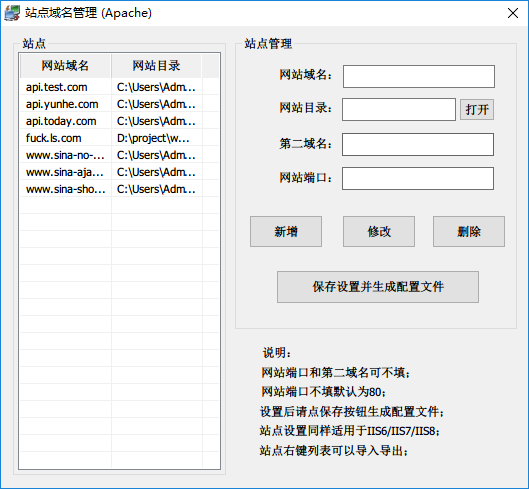 站点域名管理 (Apache)
站点
网站域名 网站目录
api.test.com C:\Users\Adm...
api.yunhe.com C:\Users\Adm...
api.today.com C:\Users\Adm...
fuck.ls.com D:\project\w...
www.sina-no-... C:\Users\Adm...
www.sina-aja... C:\Users\Adm...
www.sina-sho... C:\Users\Adm...
站点管理
网站域名：
网站目录： 打开
第二域名：
网站端口：
新增 修改 删除
保存设置并生成配置文件
说明：
网站端口和第二域名可不填；
网站端口不填默认为80；
设置后请点保存按钮生成配置文件；
站点设置同样适用于IIS6/IIS7/IIS8；
站点右键列表可以导入导出；